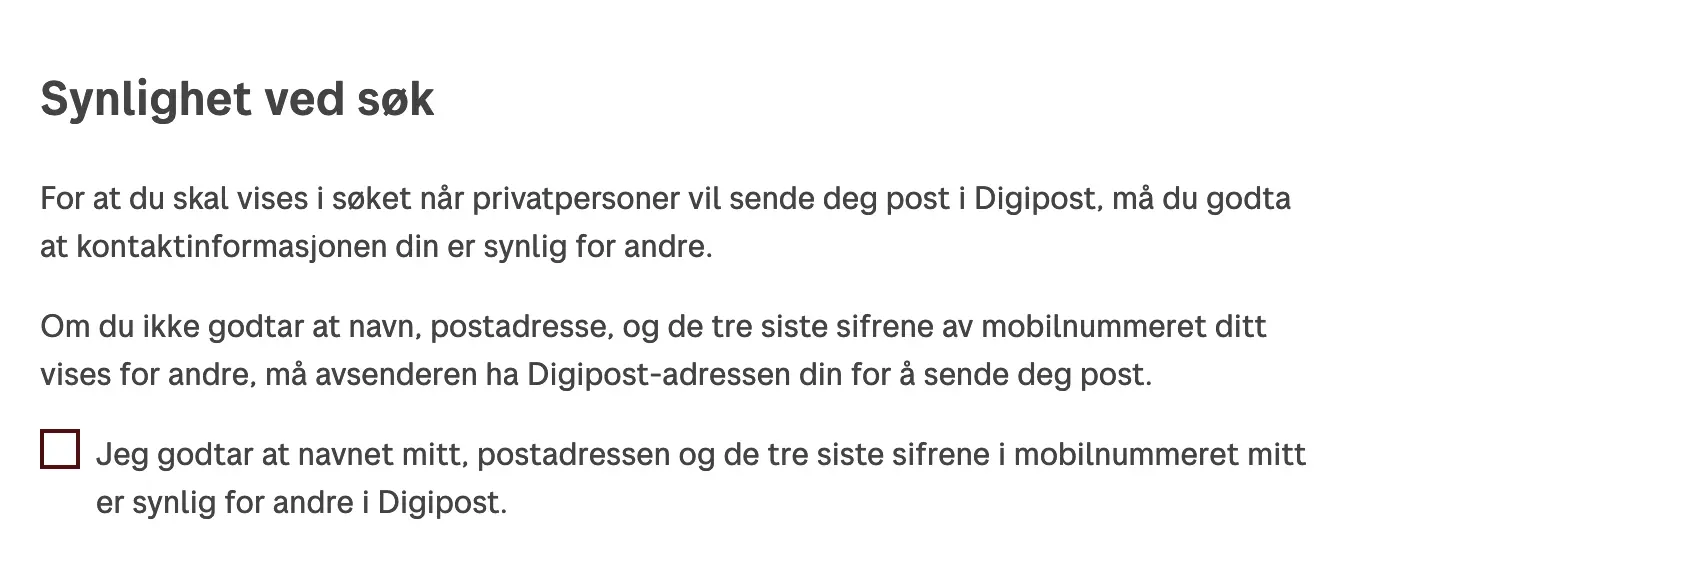 Synlighet ved søk
For at du skal vises i søket når privatpersoner vil sende deg post i Digipost, må du godta
at kontaktinformasjonen din er synlig for andre.
Om du ikke godtar at navn, postadresse, og de tre siste sifrene av mobilnummeret ditt
vises for andre, må avsenderen ha Digipost-adressen din for å sende deg post.
Jeg godtar at navnet mitt, postadressen og de tre siste sifrene i mobilnummeret mitt
er synlig for andre i Digipost.